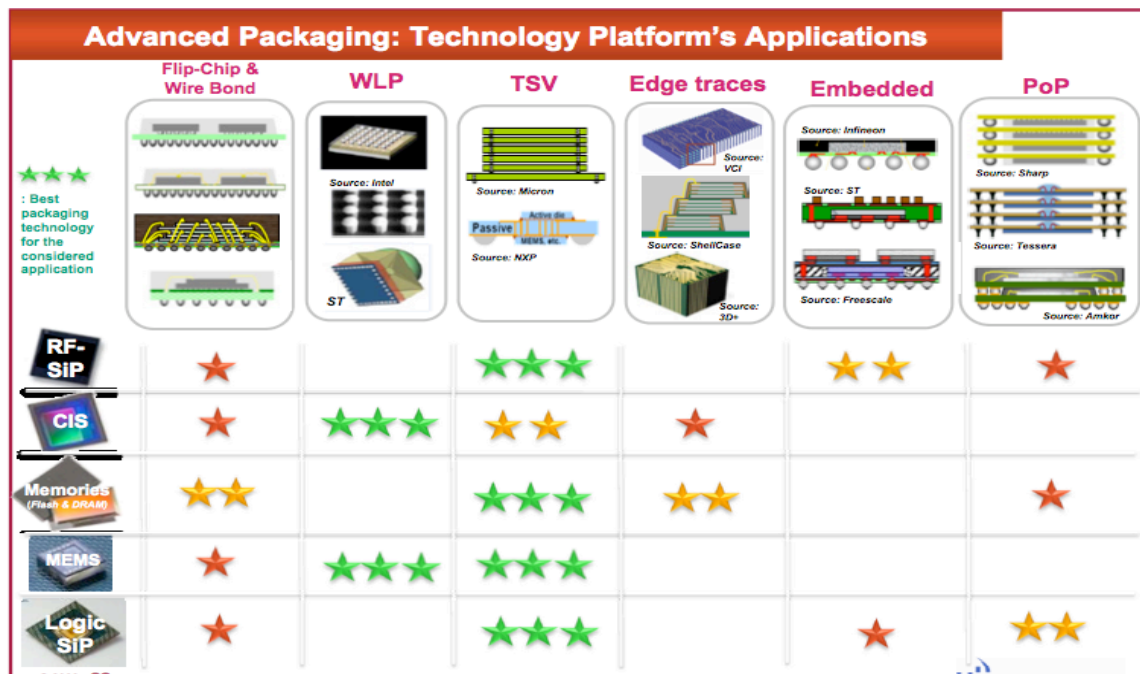 Advanced Packaging: Technology Platform's Applications
Flip-Chip &
Wire Bond
WLP
TSV
Edge traces
Embedded
PoP
: Best
packaging
technology
for the
considered
application
Source: Intel
ST
Source: Micron
Active die
Passive
MEMS, etc.
Source: NXP
Source:
VCI
Source: ShellCase
Source:
3D+
Source: Infineon
Source: ST
Source: Freescale
Source: Sharp
Source: Tessera
Source: Amkor
RF-
SiP
CIS
Memories
(Flash & DRAM)
MEMS
Logic
SiP